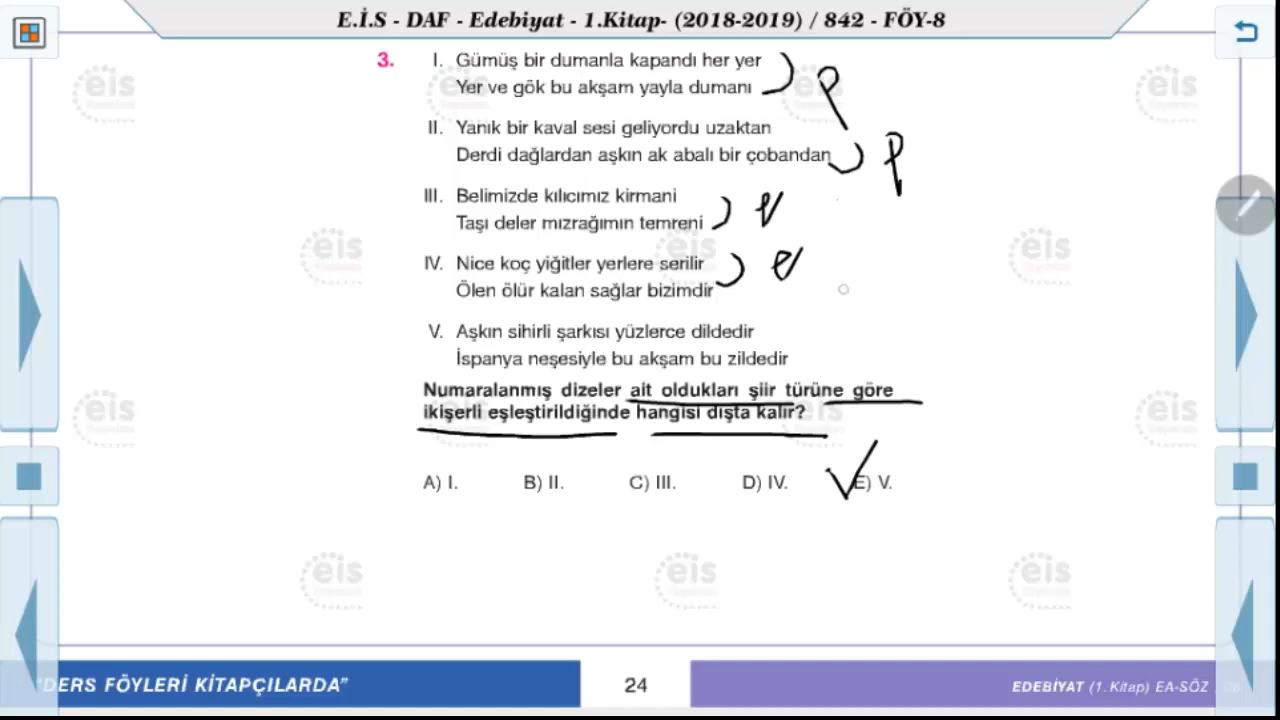 E.İ.S - DAF - Edebiyat - 1.Kitap- (2018-2019) / 842 - FÖY-8
3. I. Gümüş bir dumanla kapandı her yer
Yer ve gök bu akşam yayla dumanı
II. Yanık bir kaval sesi geliyordu uzaktan
Derdi dağlardan aşkın ak abalı bir çobandan
III. Belimizde kılıcımız kirmani
Taşı deler mızrağımın temreni
IV. Nice koç yiğitler yerlere serilir
Ölen ölür kalan sağlar bizimdir
V. Aşkın sihirli şarkısı yüzlerce dildedir
İspanya neşesiyle bu akşam bu zildedir
Numaralanmış dizeler ait oldukları şiir türüne göre
ikişerli eşleştirildiğinde hangisi dışta kalır?
A) I. B) II. C) III. D) IV. E) V.
"DERS FÖYLERİ KİTAPÇILARDA"
24
EDEBİYAT (1. Kitap) EA-SÖZ
eis